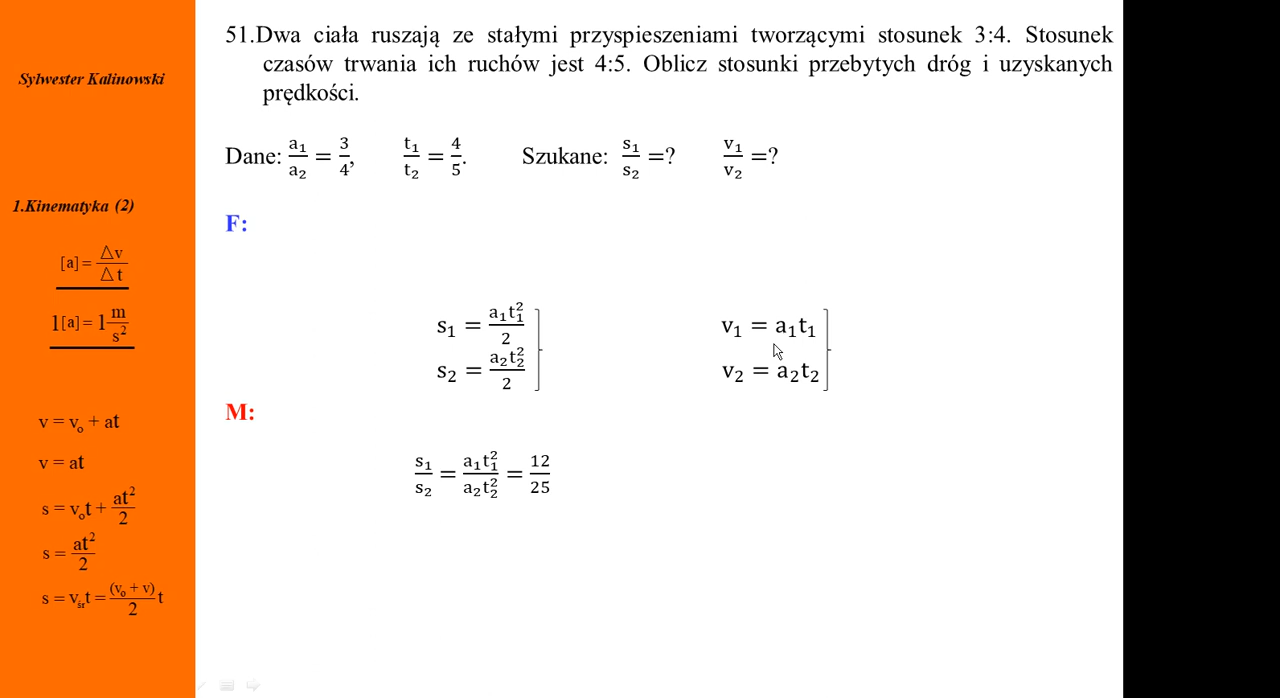 Sylwester Kalinowski
1.Kinematyka (2)
[a] = △v / △t
1[a] = 1 m/s²
v = v₀ + at
v = at
s = v₀t + at²/2
s = at²/2
s = vśrt = (v₀ + v)/2 t
51.Dwa ciała ruszają ze stałymi przyspieszeniami tworzącymi stosunek 3:4. Stosunek
czasów trwania ich ruchów jest 4:5. Oblicz stosunki przebytych dróg i uzyskanych
prędkości.
Dane: a₁/a₂ = 3/4, t₁/t₂ = 4/5. Szukane: s₁/s₂ =? v₁/v₂ =?
F:
s₁ = a₁t₁²/2 v₁ = a₁t₁
s₂ = a₂t₂²/2 v₂ = a₂t₂
M:
s₁/s₂ = a₁t₁²/a₂t₂² = 12/25